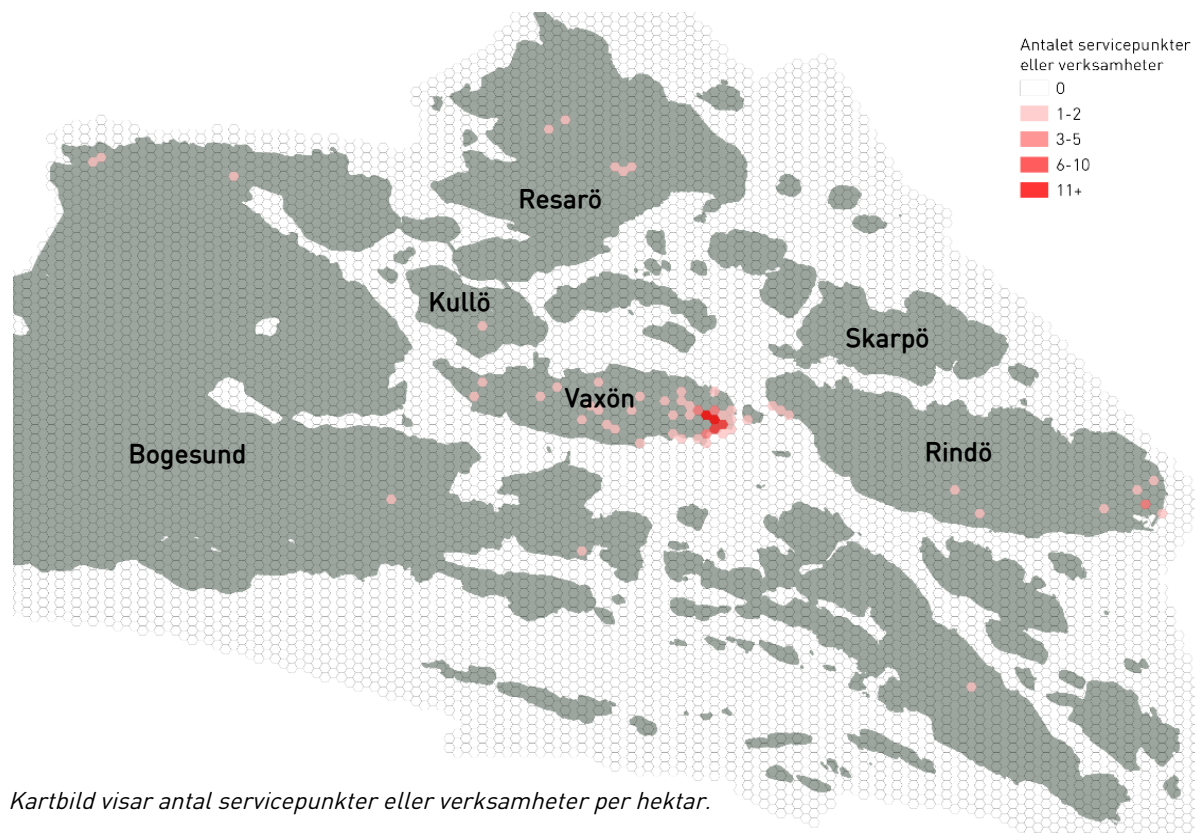 Antalet servicepunkter
eller verksamheter
0
1-2
3-5
6-10
11+
Resarö
Kullö
Skarpö
Vaxön
Rindö
Bogesund
Kartbild visar antal servicepunkter eller verksamheter per hektar.